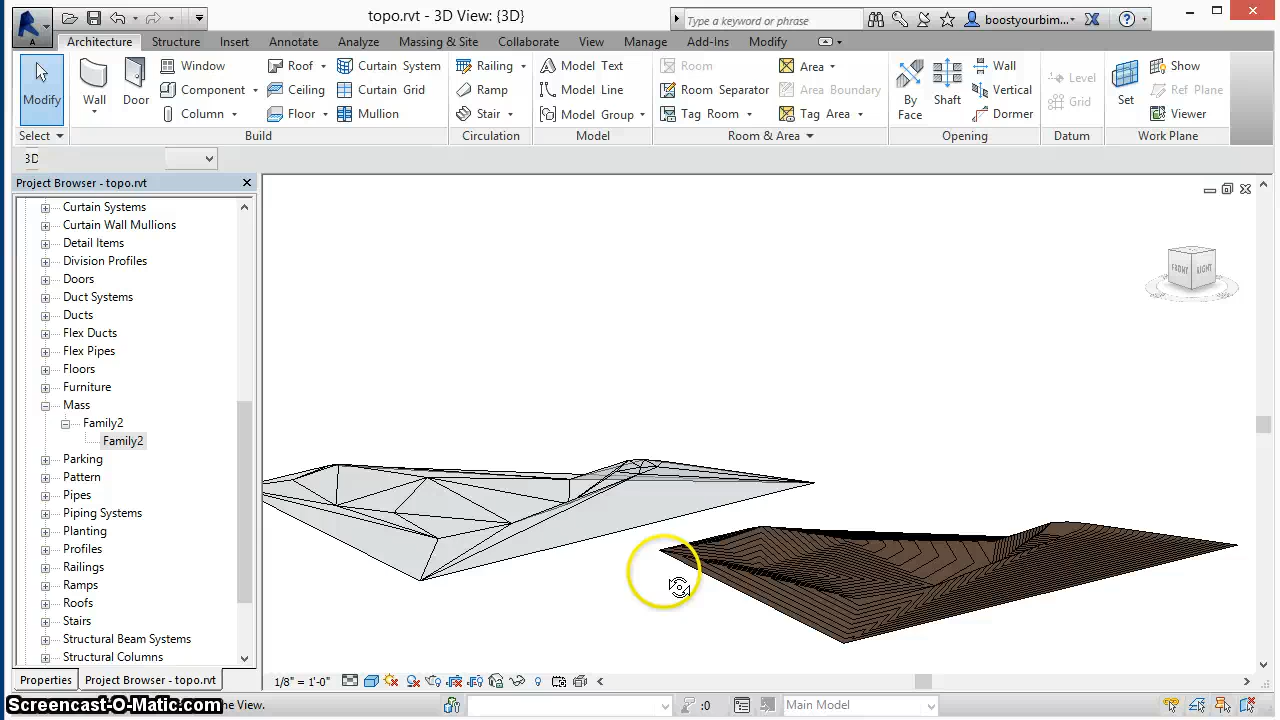 topo.rvt - 3D View: {3D}
Type a keyword or phrase
boostyourbim...
A
Architecture Structure Insert Annotate Analyze Massing & Site Collaborate View Manage Add-Ins Modify
Modify
Wall
Door
Window
Component
Column
Roof
Ceiling
Floor
Curtain System
Curtain Grid
Mullion
Railing
Ramp
Stair
Model Text
Model Line
Model Group
Room
Room Separator
Tag Room
Area
Area Boundary
Tag Area
By Face
Shaft
Wall
Vertical
Dormer
Level
Grid
Set
Show
Ref Plane
Viewer
Select Build Circulation Model Room & Area Opening Datum Work Plane
3D
Project Browser - topo.rvt
Curtain Systems
Curtain Wall Mullions
Detail Items
Division Profiles
Doors
Duct Systems
Ducts
Flex Ducts
Flex Pipes
Floors
Furniture
Mass
Family2
Family2
Parking
Pattern
Pipes
Piping Systems
Planting
Profiles
Railings
Ramps
Roofs
Stairs
Structural Beam Systems
Structural Columns
FRONT RIGHT
Properties Project Browser - topo.rvt
1/8" = 1'-0"
Screencast-O-Matic.com
he View.
:0
Main Model